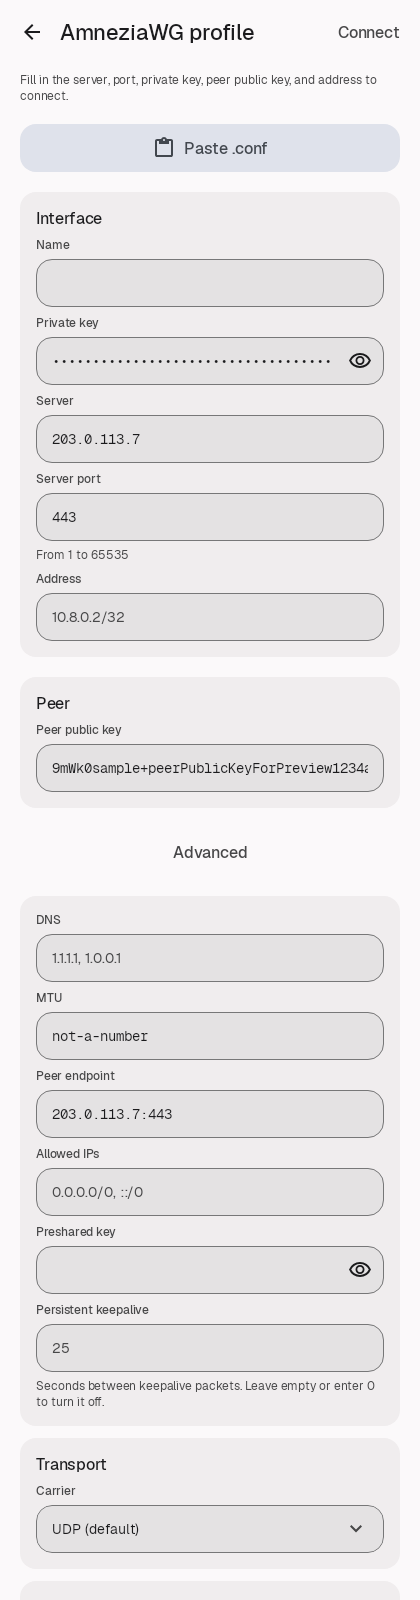 AmneziaWG profile
Connect
Fill in the server, port, private key, peer public key, and address to
connect.
Paste .conf
Interface
Name
Private key
•••••••••••••••••••••••••••••••••••
Server
203.0.113.7
Server port
443
From 1 to 65535
Address
10.8.0.2/32
Peer
Peer public key
9mWk0sample+peerPublicKeyForPreview1234a
Advanced
DNS
1.1.1.1, 1.0.0.1
MTU
not-a-number
Peer endpoint
203.0.113.7:443
Allowed IPs
0.0.0.0/0, ::/0
Preshared key
Persistent keepalive
25
Seconds between keepalive packets. Leave empty or enter 0
to turn it off.
Transport
Carrier
UDP (default)